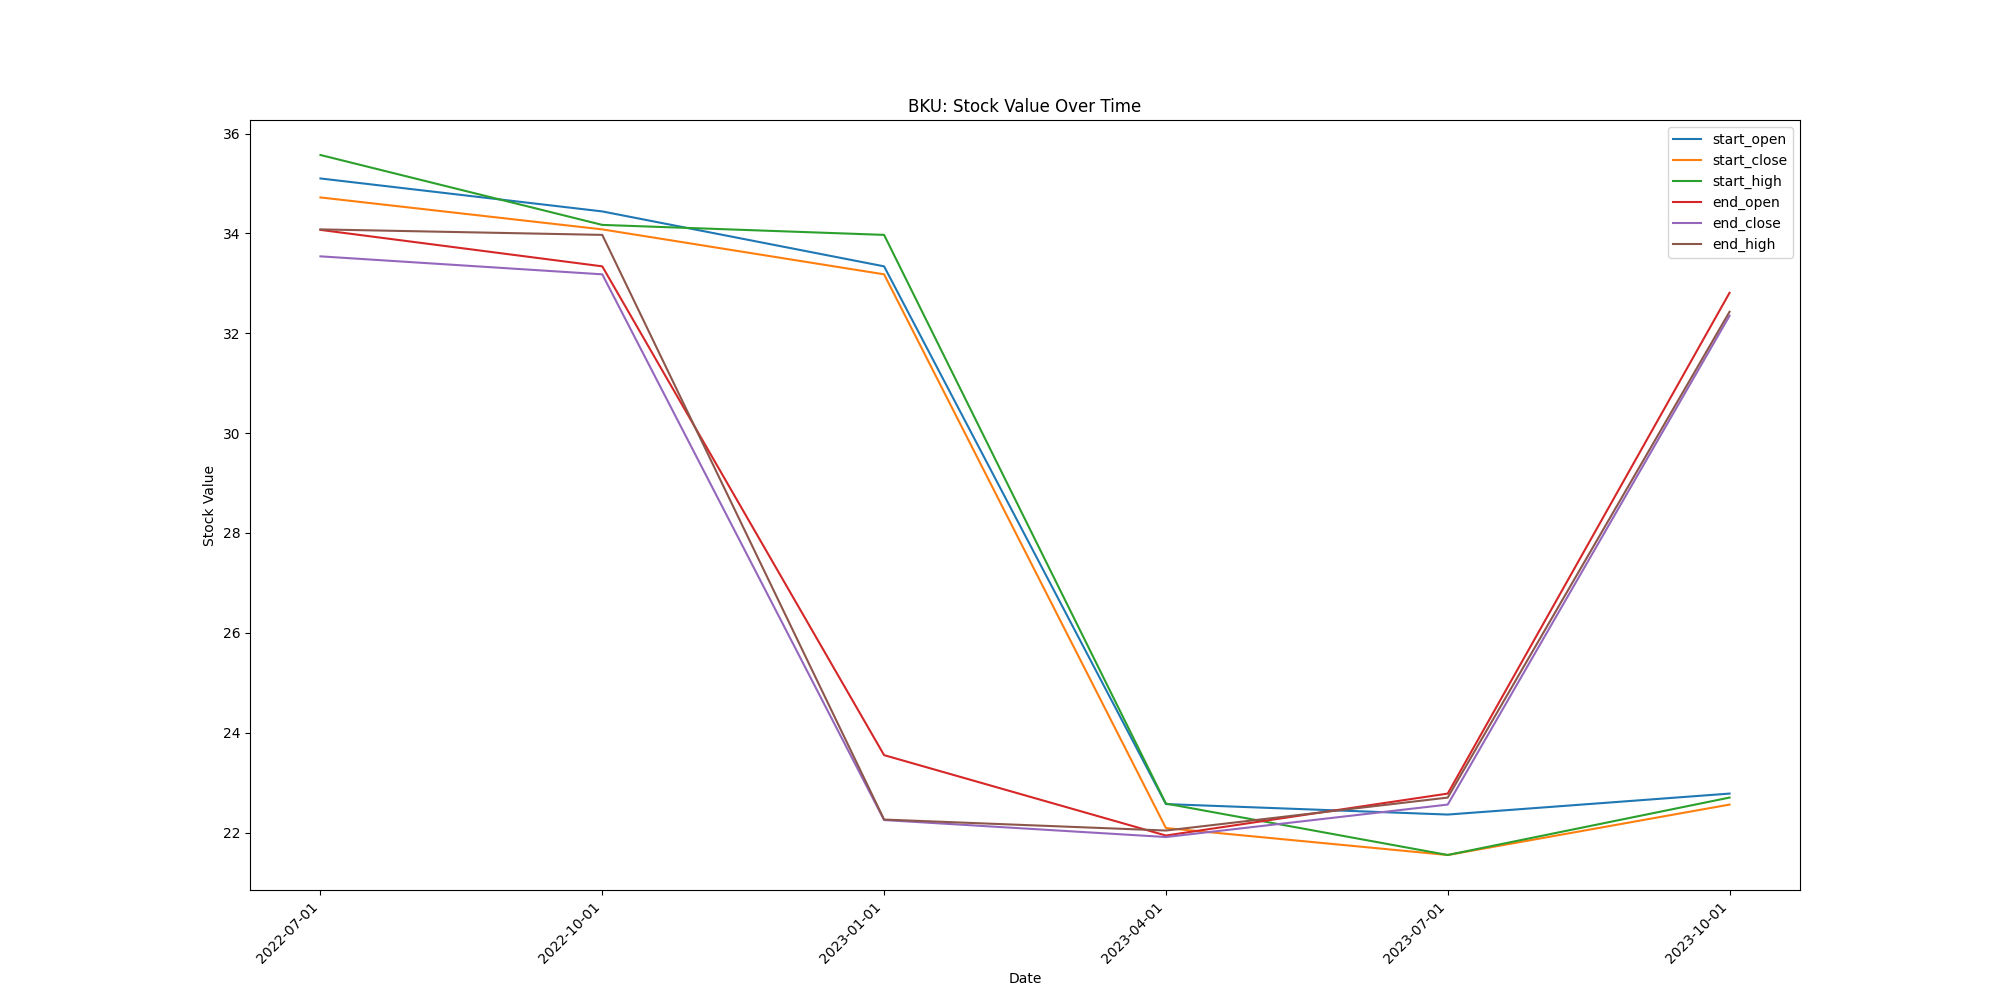 BKU: Stock Value Over Time
36
34
32
30
28
26
24
22
Stock Value
start_open
start_close
start_high
end_open
end_close
end_high
2022-07-01
2022-10-01
2023-01-01
2023-04-01
2023-07-01
2023-10-01
Date